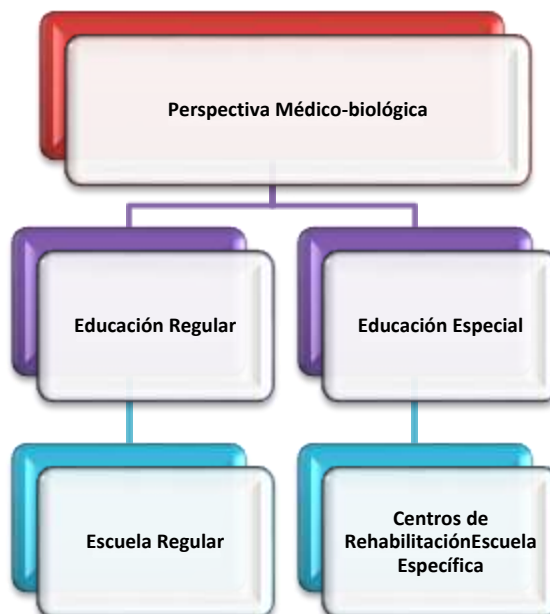 Perspectiva Médico-biológica
Educación Regular
Educación Especial
Escuela Regular
Centros de
RehabilitaciónEscuela
Específica